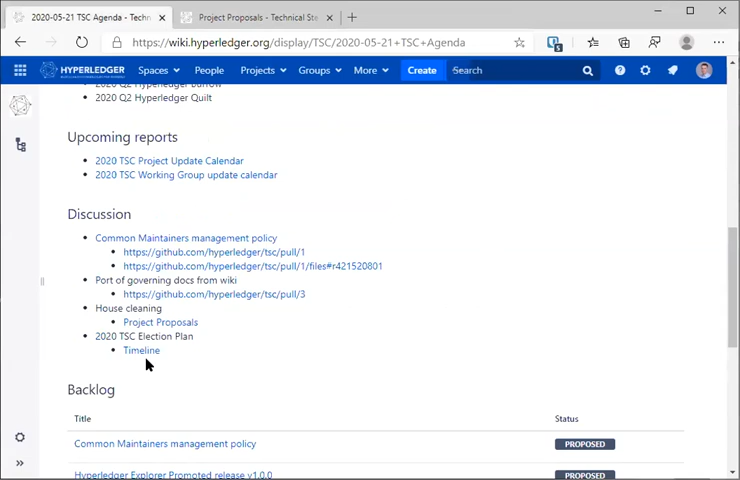 2020-05-21 TSC Agenda - Techn
Project Proposals - Technical Ste
https://wiki.hyperledger.org/display/TSC/2020-05-21+TSC+Agenda
HYPERLEDGER Spaces People Projects Groups More Create Search
2020 Q2 Hyperledger Burrow
2020 Q2 Hyperledger Quilt
Upcoming reports
2020 TSC Project Update Calendar
2020 TSC Working Group update calendar
Discussion
Common Maintainers management policy
https://github.com/hyperledger/tsc/pull/1
https://github.com/hyperledger/tsc/pull/1/files#r421520801
Port of governing docs from wiki
https://github.com/hyperledger/tsc/pull/3
House cleaning
Project Proposals
2020 TSC Election Plan
Timeline
Backlog
Title Status
Common Maintainers management policy PROPOSED
Hyperledger Explorer Promoted release v1.0.0 PROPOSED